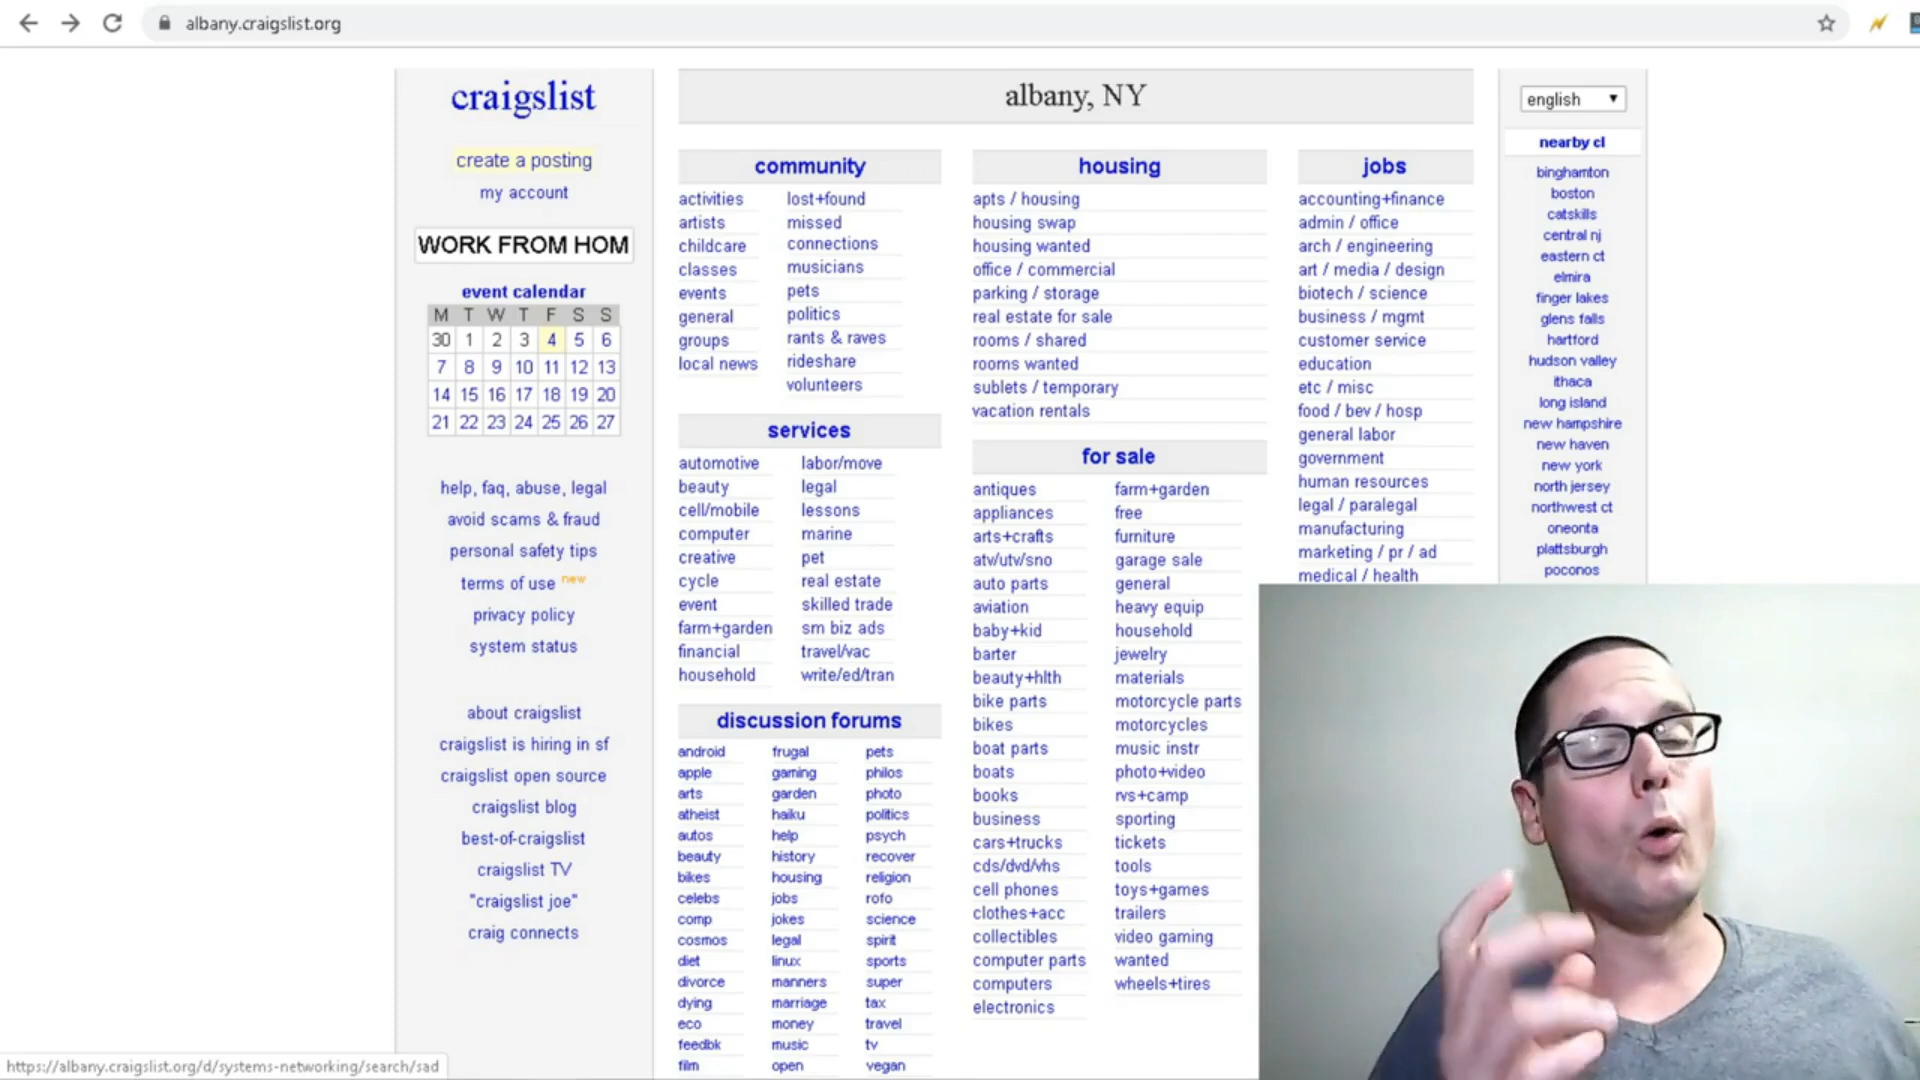 albany.craigslist.org
craigslist
create a posting
my account
WORK FROM HOM
event calendar
M T W T F S S
30 1 2 3 4 5 6
7 8 9 10 11 12 13
14 15 16 17 18 19 20
21 22 23 24 25 26 27
help, faq, abuse, legal
avoid scams & fraud
personal safety tips
terms of use new
privacy policy
system status
about craigslist
craigslist is hiring in sf
craigslist open source
craigslist blog
best-of-craigslist
craigslist TV
"craigslist joe"
craig connects
albany, NY
community
activities
artists
childcare
classes
events
general
groups
local news
lost+found
missed
connections
musicians
pets
politics
rants & raves
rideshare
volunteers
services
automotive
beauty
cell/mobile
computer
creative
cycle
event
farm+garden
financial
household
labor/move
legal
lessons
marine
pet
real estate
skilled trade
sm biz ads
travel/vac
write/ed/tran
discussion forums
android
apple
arts
atheist
autos
beauty
bikes
celebs
comp
cosmos
diet
divorce
dying
eco
feedbk
film
frugal
gaming
garden
haiku
help
history
housing
jobs
jokes
legal
linux
manners
marriage
money
music
open
pets
philos
photo
politics
psych
recover
religion
rofo
science
spirit
sports
super
tax
travel
tv
vegan
housing
apts / housing
housing swap
housing wanted
office / commercial
parking / storage
real estate for sale
rooms / shared
rooms wanted
sublets / temporary
vacation rentals
for sale
antiques
appliances
arts+crafts
atv/utv/sno
auto parts
aviation
baby+kid
barter
beauty+hlth
bike parts
bikes
boat parts
boats
books
business
cars+trucks
cds/dvd/vhs
cell phones
clothes+acc
collectibles
computer parts
computers
electronics
farm+garden
free
furniture
garage sale
general
heavy equip
household
jewelry
materials
motorcycle parts
motorcycles
music instr
photo+video
rvs+camp
sporting
tickets
tools
toys+games
trailers
video gaming
wanted
wheels+tires
jobs
accounting+finance
admin / office
arch / engineering
art / media / design
biotech / science
business / mgmt
customer service
education
etc / misc
food / bev / hosp
general labor
government
human resources
legal / paralegal
manufacturing
marketing / pr / ad
medical / health
english
nearby cl
binghamton
boston
catskills
central nj
eastern ct
elmira
finger lakes
glens falls
hartford
hudson valley
ithaca
long island
new hampshire
new haven
new york
north jersey
northwest ct
oneonta
plattsburgh
poconos
https://albany.craigslist.org/d/systems-networking/search/sad